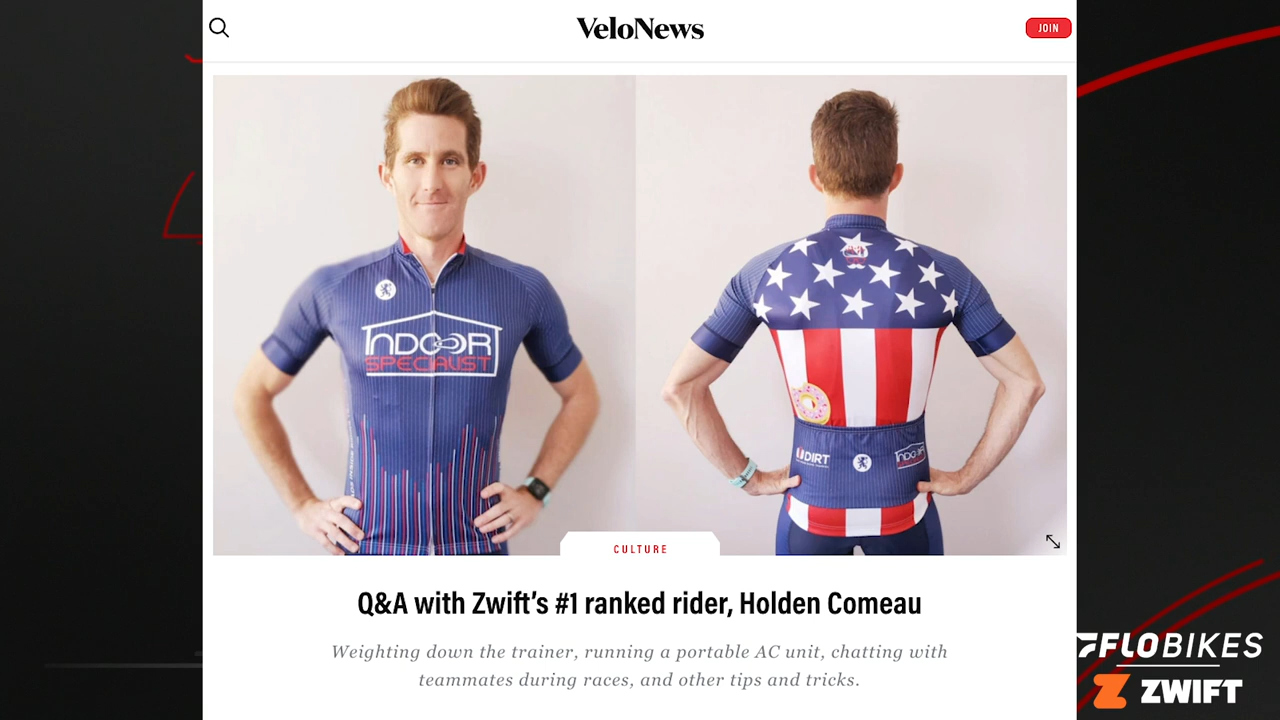 VeloNews
JOIN
INDOOR
SPECIALIST
DIRT
INDOOR
CULTURE
Q&A with Zwift's #1 ranked rider, Holden Comeau
Weighting down the trainer, running a portable AC unit, chatting with
teammates during races, and other tips and tricks.
FLOBIKES
ZWIFT